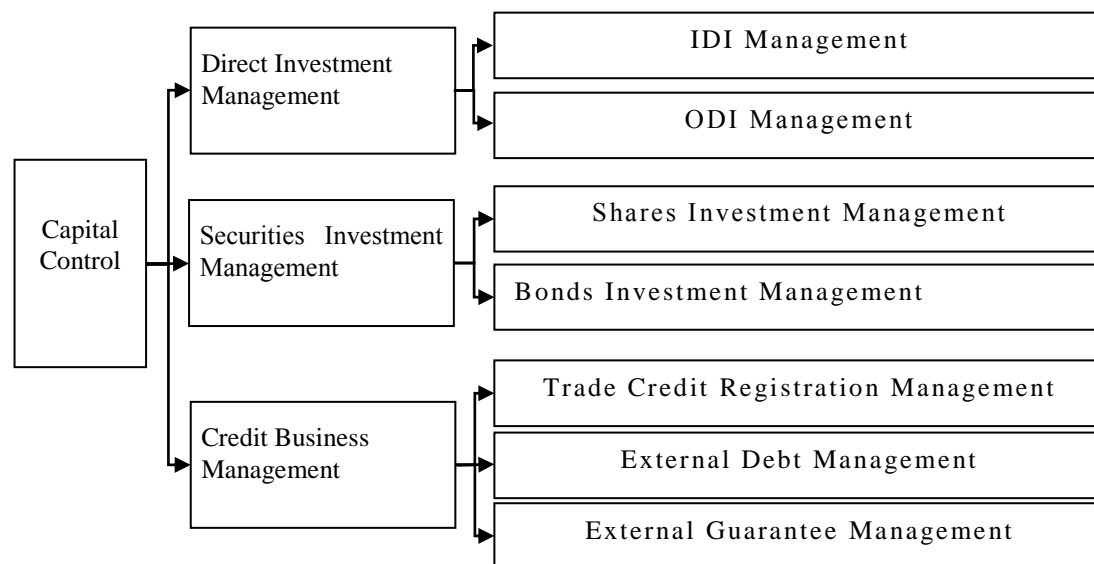 Capital
Control
Direct Investment
Management
IDI Management
ODI Management
Securities Investment
Management
Shares Investment Management
Bonds Investment Management
Credit Business
Management
Trade Credit Registration Management
External Debt Management
External Guarantee Management